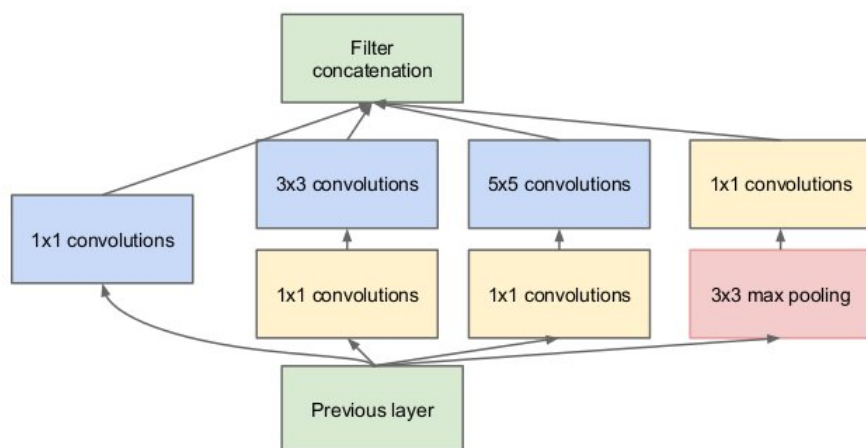 Filter
concatenation
3x3 convolutions
5x5 convolutions
1x1 convolutions
1x1 convolutions
1x1 convolutions
1x1 convolutions
3x3 max pooling
Previous layer